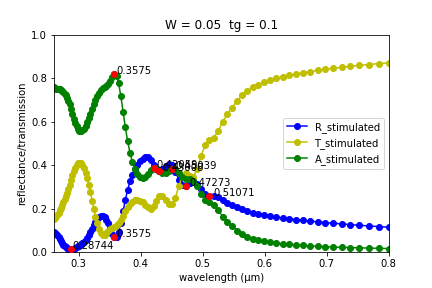 W = 0.05 tg = 0.1
reflectance/transmission
1.0
0.8
0.6
0.4
0.2
0.0
0.3575
0.47273
0.51071
0.3575
0.28744
R_stimulated
T_stimulated
A_stimulated
0.3
0.4
0.5
0.6
0.7
0.8
wavelength (μm)